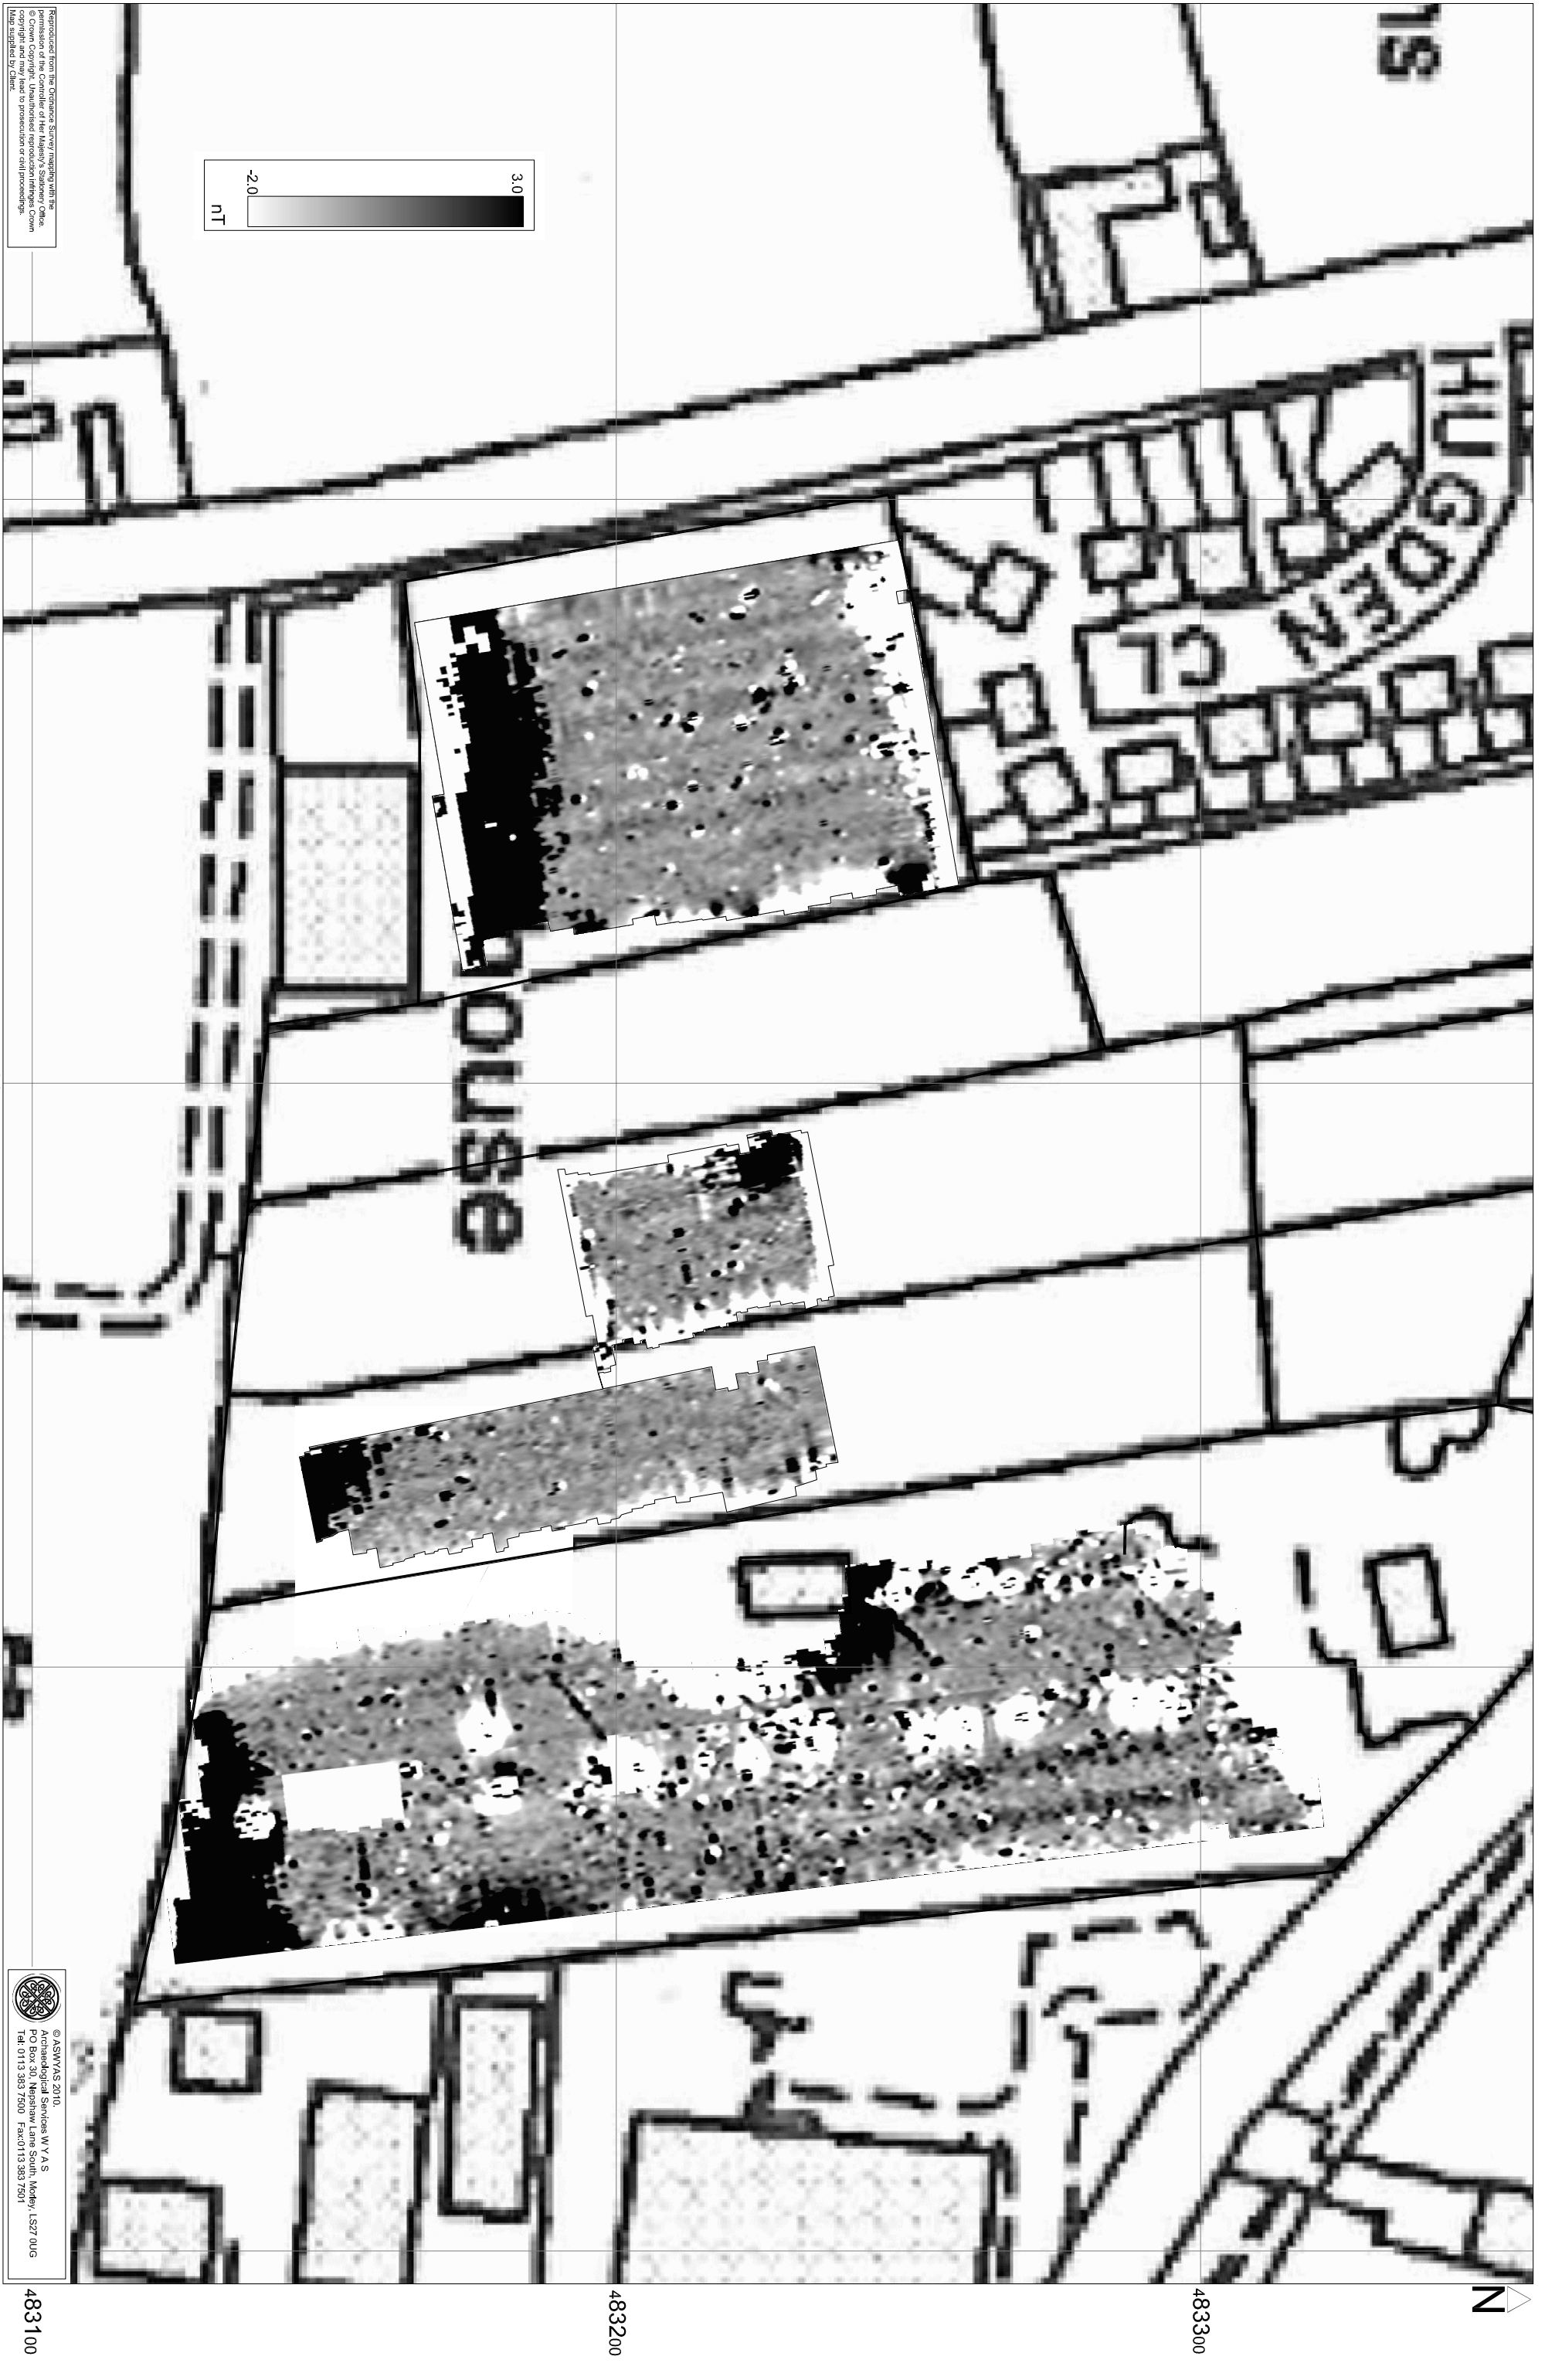 Reproduced from the Ordnance Survey mapping with the
permission of the Controller of Her Majesty's Stationery Office.
© Crown Copyright. Unauthorised reproduction infringes Crown
copyright and may lead to prosecution or civil proceedings.
Map supplied by Client.
3.0
-2.0
nT
HUGDEN
CL
ouse
© ASWYAS 2010.
Archaeological Services W Y A S
PO Box 30, Nepshaw Lane South, Morley, LS27 0UG
Tel: 0113 383 7500 Fax:0113 383 7501
N
483300
483200
483100